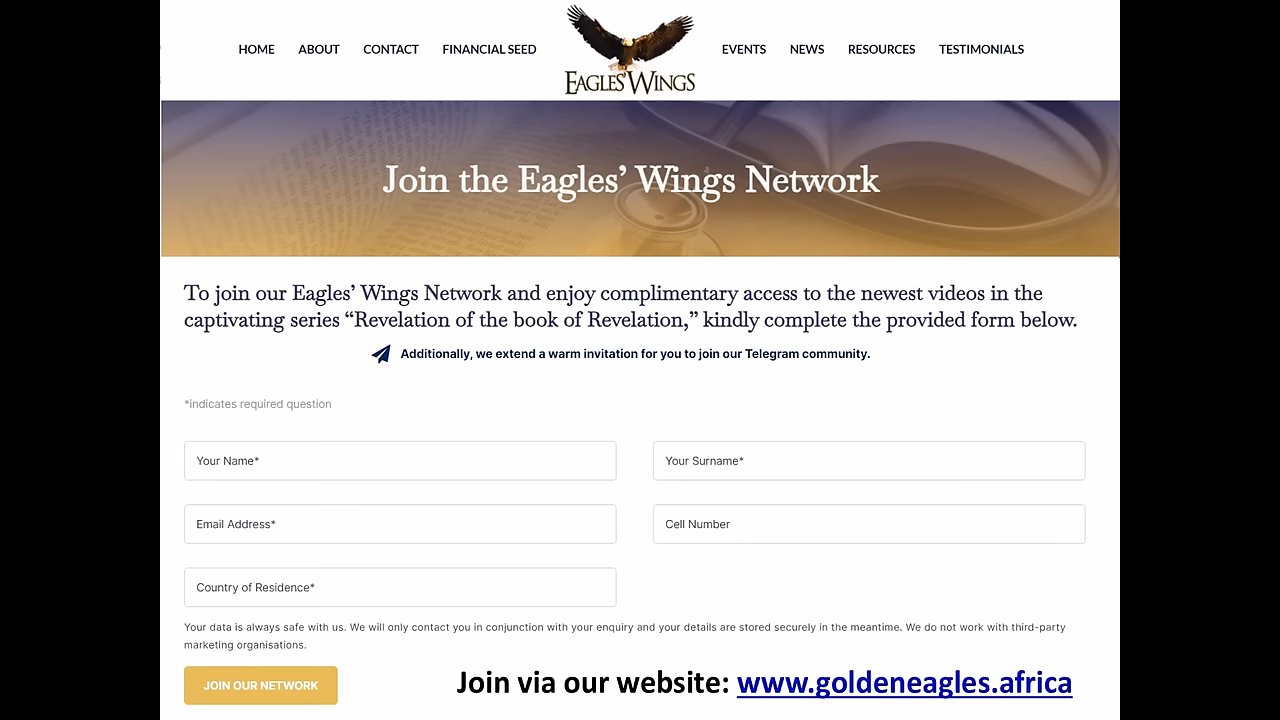 HOME ABOUT CONTACT FINANCIAL SEED EAGLES' WINGS EVENTS NEWS RESOURCES TESTIMONIALS
Join the Eagles’ Wings Network
To join our Eagles’ Wings Network and enjoy complimentary access to the newest videos in the
captivating series “Revelation of the book of Revelation,” kindly complete the provided form below.
Additionally, we extend a warm invitation for you to join our Telegram community.
*indicates required question
Your Name* Your Surname*
Email Address* Cell Number
Country of Residence*
Your data is always safe with us. We will only contact you in conjunction with your enquiry and your details are stored securely in the meantime. We do not work with third-party
marketing organisations.
JOIN OUR NETWORK Join via our website: www.goldeneagles.africa